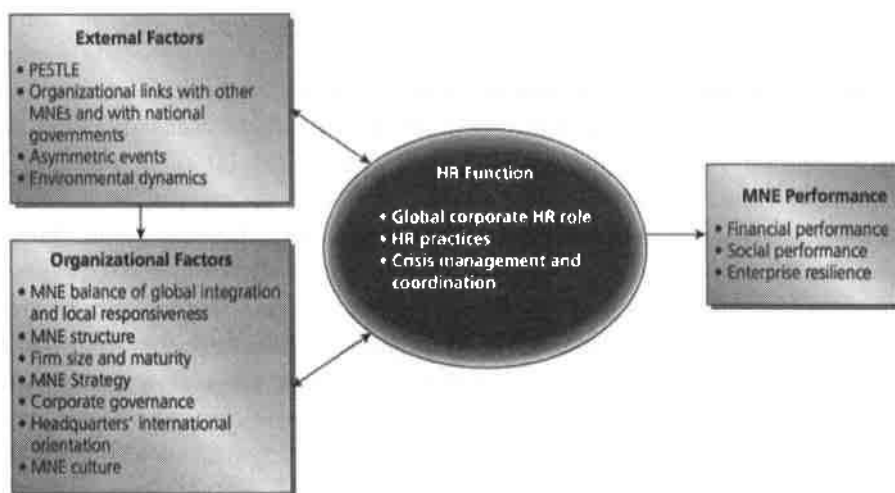 External Factors
• PESTLE
• Organizational links with other
MNEs and with national
governments
• Asymmetric events
• Environmental dynamics
Organizational Factors
• MNE balance of global integration
and local responsiveness
• MNE structure
• Firm size and maturity
• MNE Strategy
• Corporate governance
• Headquarters' international
orientation
• MNE culture
HR Function
• Global corporate HR role
• HR practices
• Crisis management and
coordination
MNE Performance
• Financial performance
• Social performance
• Enterprise resilience